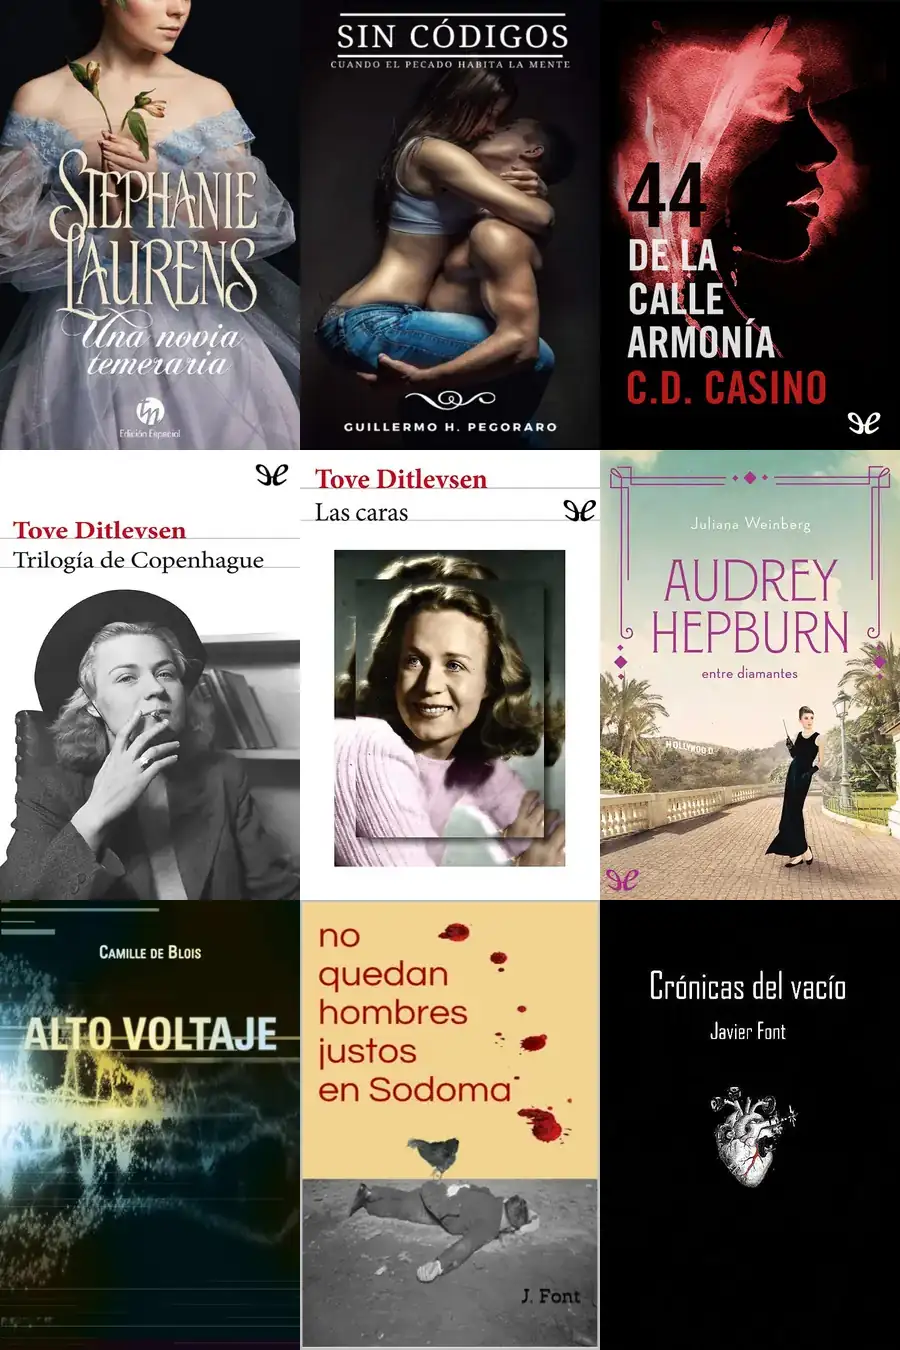 STEPHANIE
LAURENS
Una novia
temeraria
Edición Especial
SIN CÓDIGOS
CUANDO EL PECADO HABITA LA MENTE
GUILLERMO H. PEGORARO
44
DE LA
CALLE
ARMONÍA
C.D. CASINO
Tove Ditlevsen
Trilogía de Copenhague
Tove Ditlevsen
Las caras
Juliana Weinberg
AUDREY
HEPBURN
entre diamantes
HOLLYWOOD
CAMILLE DE BLOIS
ALTO VOLTAJE
no
quedan
hombres
justos
en Sodoma
J. Font
Crónicas del vacío
Javier Font